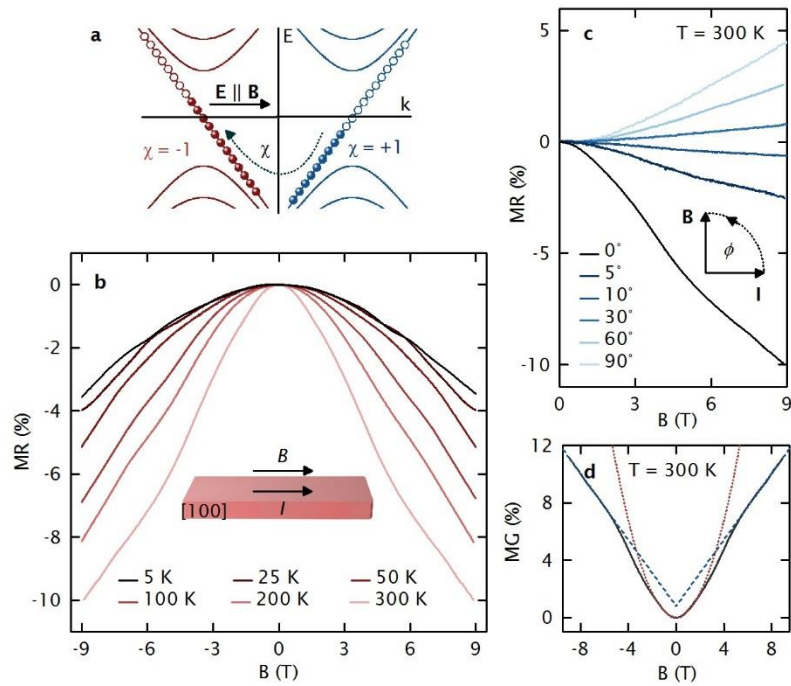 a
E
E || B
k
χ = -1
χ
χ = +1
b
0
-2
-4
-6
-8
-10
MR (%)
B
I
[100]
5 K 25 K 50 K
100 K 200 K 300 K
-9 -6 -3 0 3 6 9
B (T)
c
T = 300 K
5
0
-5
-10
MR (%)
B
ϕ
I
0°
5°
10°
30°
60°
90°
0 3 6 9
B (T)
d
T = 300 K
12
8
4
0
MG (%)
-8 -4 0 4 8
B (T)